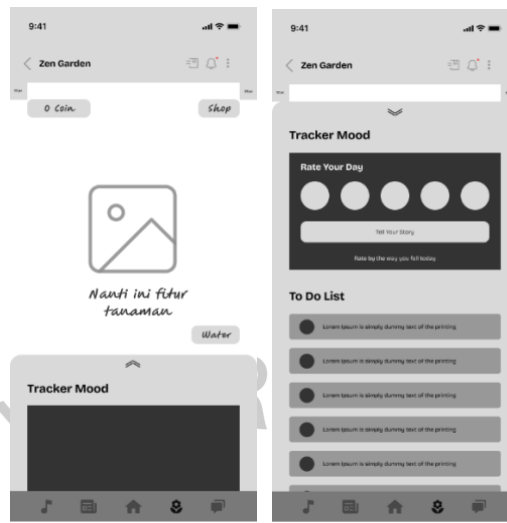 9:41
Zen Garden
0 Coin
Shop
Nanti ini fitur
tanaman
Water
Tracker Mood
9:41
Zen Garden
Tracker Mood
Rate Your Day
Tell Your Story
Rate by the way you fell today
To Do List
Lorem Ipsum is simply dummy text of the printing
Lorem Ipsum is simply dummy text of the printing
Lorem Ipsum is simply dummy text of the printing
Lorem Ipsum is simply dummy text of the printing
Lorem Ipsum is simply dummy text of the printing